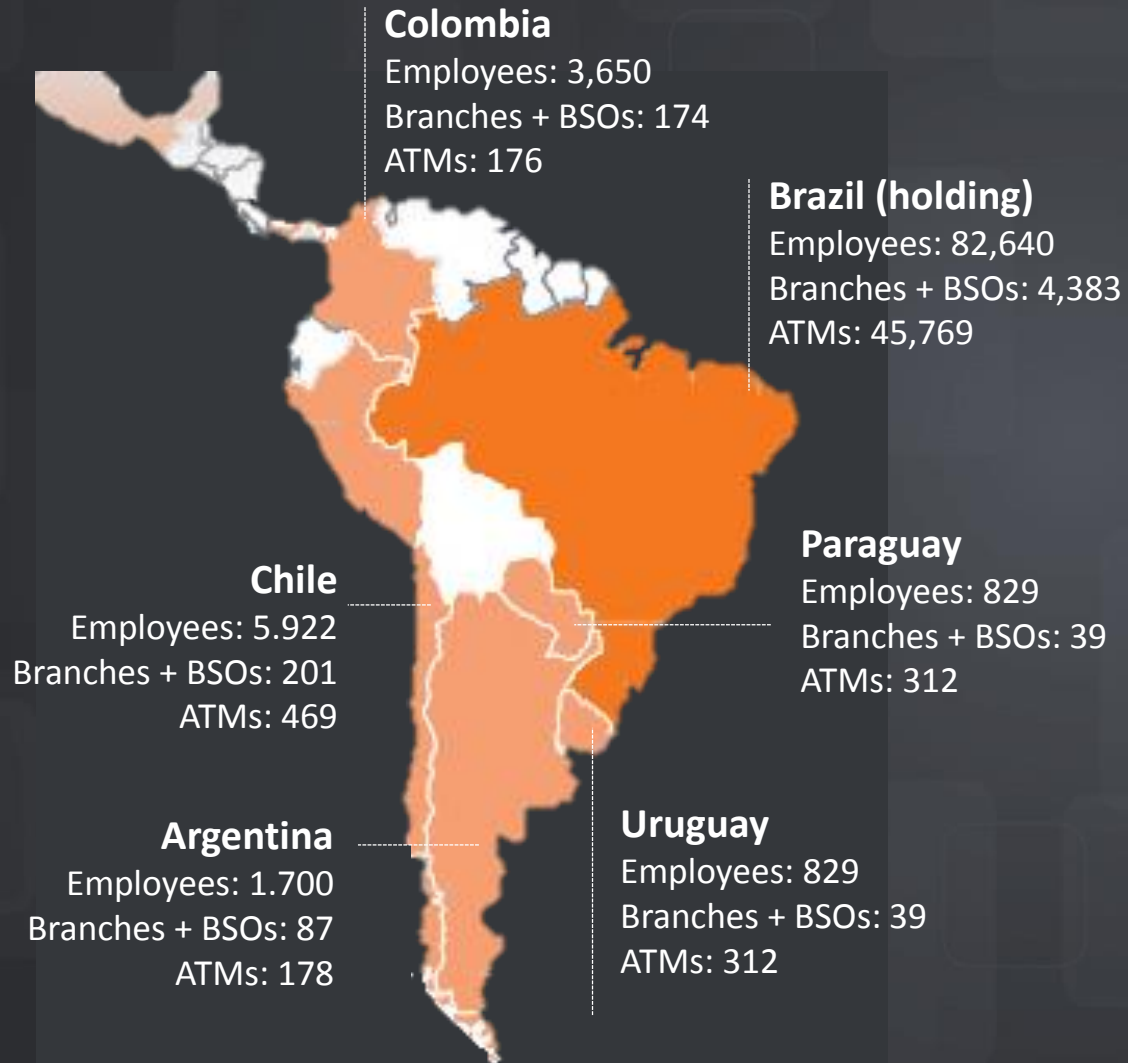 Colombia
Employees: 3,650
Branches + BSOs: 174
ATMs: 176
Brazil (holding)
Employees: 82,640
Branches + BSOs: 4,383
ATMs: 45,769
Chile
Employees: 5.922
Branches + BSOs: 201
ATMs: 469
Paraguay
Employees: 829
Branches + BSOs: 39
ATMs: 312
Argentina
Employees: 1.700
Branches + BSOs: 87
ATMs: 178
Uruguay
Employees: 829
Branches + BSOs: 39
ATMs: 312